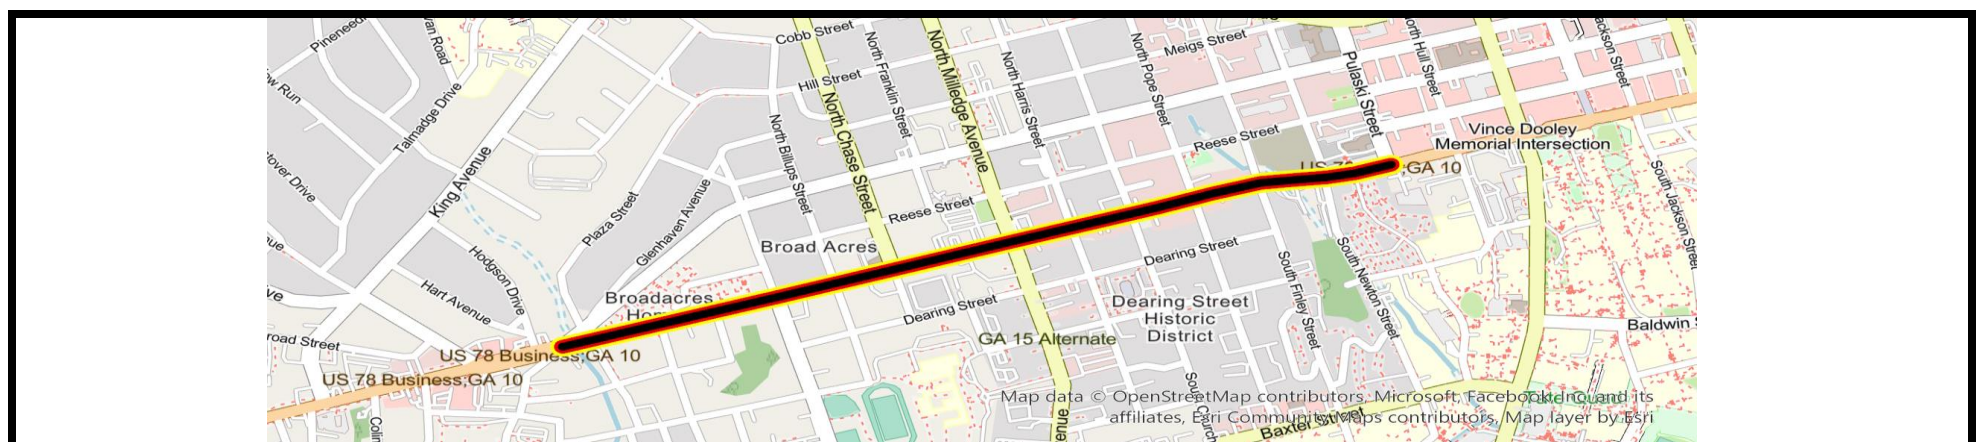 Cobb Street
Meigs Street
Hill Street
North Franklin Street
North Milledge Avenue
North Harris Street
North Pope Street
Pulaski Street
Talmadge Drive
King Avenue
North Billups Street
North Chase Street
Reese Street
Vince Dooley
Memorial Intersection
GA 10
South Jackson Street
Plaza Street
Glenhaven Avenue
Reese Street
Broad Acres
Dearing Street
Hodgson Drive
Hart Avenue
Broadacres
Dearing Street
Dearing Street
Historic
District
South Finley Street
South Newton Street
Baldwin
GA 15 Alternate
US 78 Business;GA 10
US 78 Business;GA 10
Baxter Street
Map data © OpenStreetMap contributors, Microsoft, Facebook, Inc. and its
affiliates, Esri Community Maps contributors, Map layer by Esri